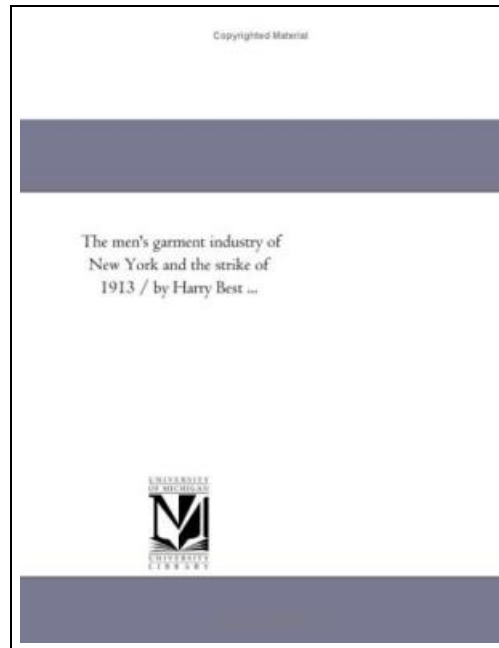 Copyrighted Material
The men's garment industry of
New York and the strike of
1913 / by Harry Best ...
UNIVERSITY
OF MICHIGAN
UNIVERSITY
LIBRARY